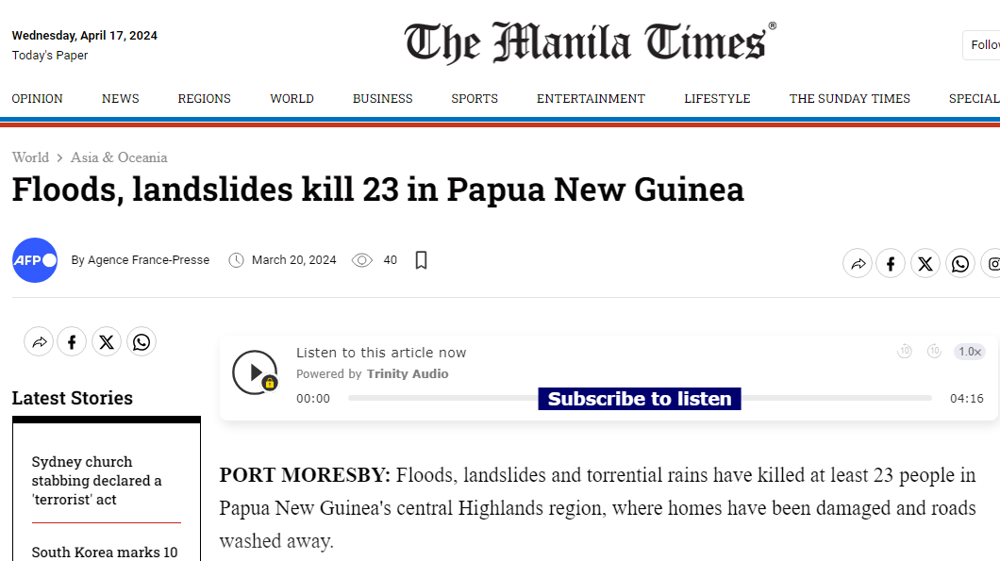 Wednesday, April 17, 2024
Today's Paper
The Manila Times®
Follo
OPINION NEWS REGIONS WORLD BUSINESS SPORTS ENTERTAINMENT LIFESTYLE THE SUNDAY TIMES SPECIAL
World > Asia & Oceania
Floods, landslides kill 23 in Papua New Guinea
AFP By Agence France-Presse March 20, 2024 40
Listen to this article now
10 10 1.0x
Powered by Trinity Audio
00:00 Subscribe to listen 04:16
Latest Stories
Sydney church
stabbing declared a
'terrorist' act
South Korea marks 10
PORT MORESBY: Floods, landslides and torrential rains have killed at least 23 people in
Papua New Guinea's central Highlands region, where homes have been damaged and roads
washed away.